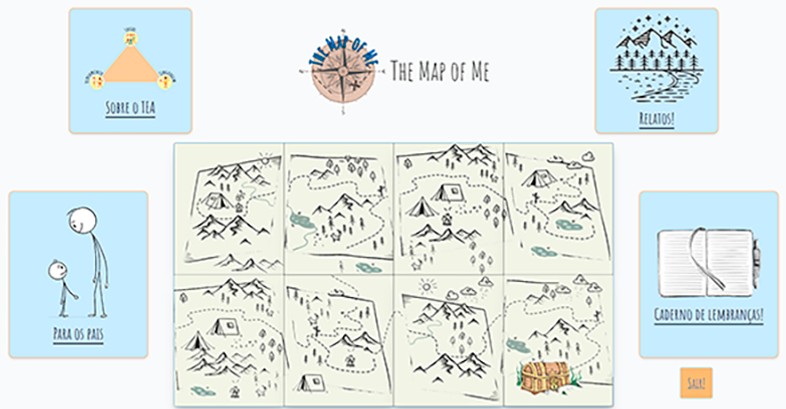 SOBRE O TEA
THE MAP OF ME
THE MAP OF ME
RELATOS!
PARA OS PAIS
CADERNO DE LEMBRANÇAS!
SAIR!